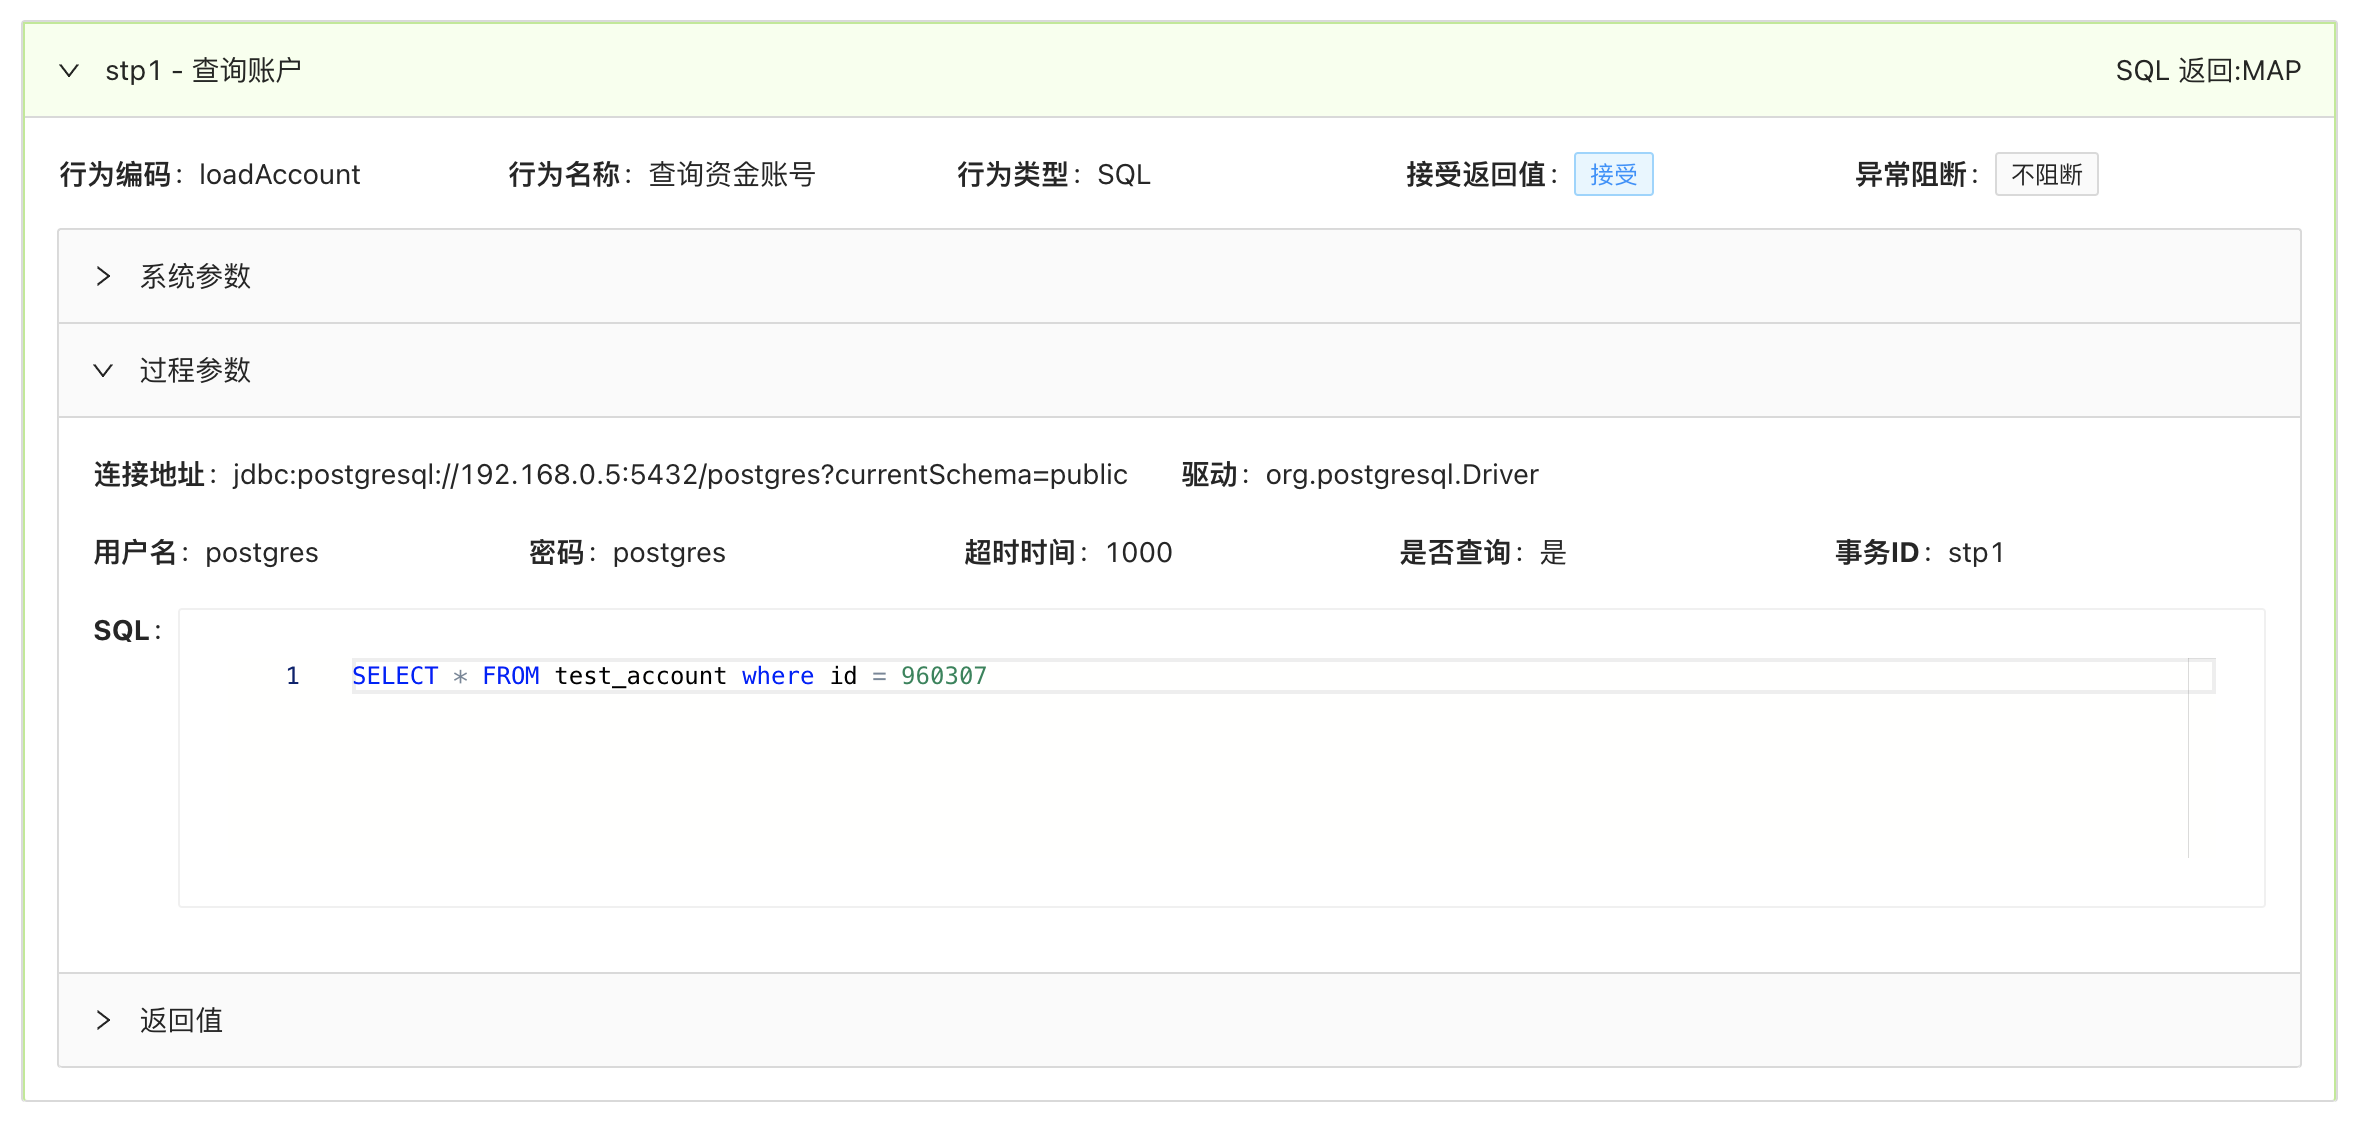 stp1 - 查询账户 SQL 返回:MAP
行为编码: loadAccount 行为名称: 查询资金账号 行为类型: SQL 接受返回值: 接受 异常阻断: 不阻断
系统参数
过程参数
连接地址: jdbc:postgresql://192.168.0.5:5432/postgres?currentSchema=public 驱动: org.postgresql.Driver
用户名: postgres 密码: postgres 超时时间: 1000 是否查询: 是 事务ID: stp1
SQL:
1 SELECT * FROM test_account where id = 960307
返回值